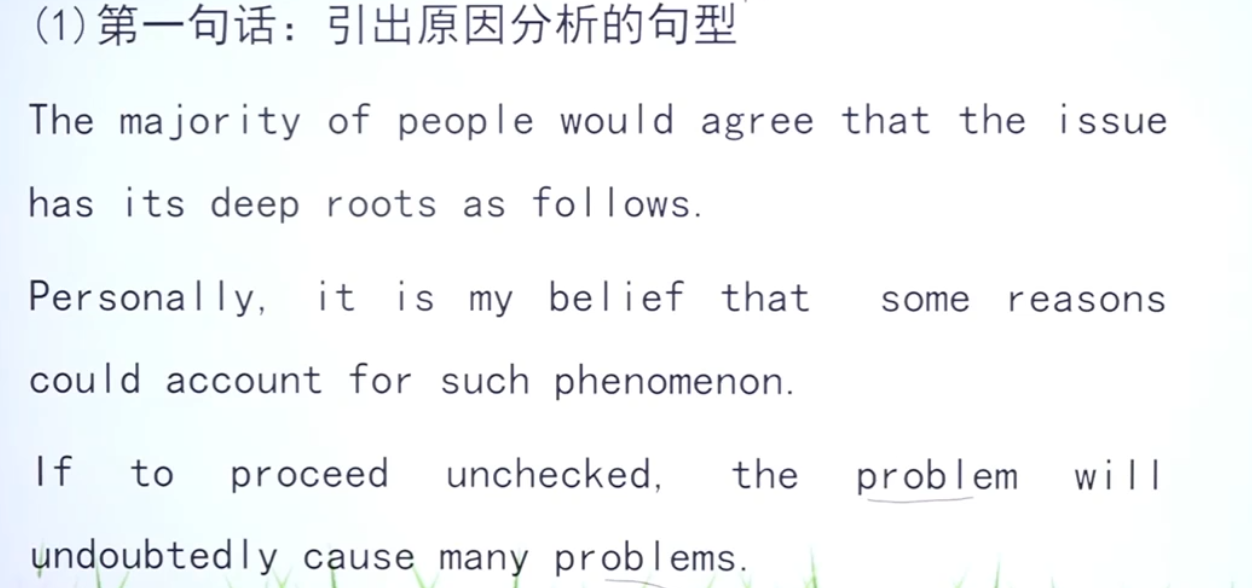 (1)第一句话：引出原因分析的句型
The majority of people would agree that the issue
has its deep roots as follows.
Personally, it is my belief that some reasons
could account for such phenomenon.
If to proceed unchecked, the problem will
undoubtedly cause many problems.